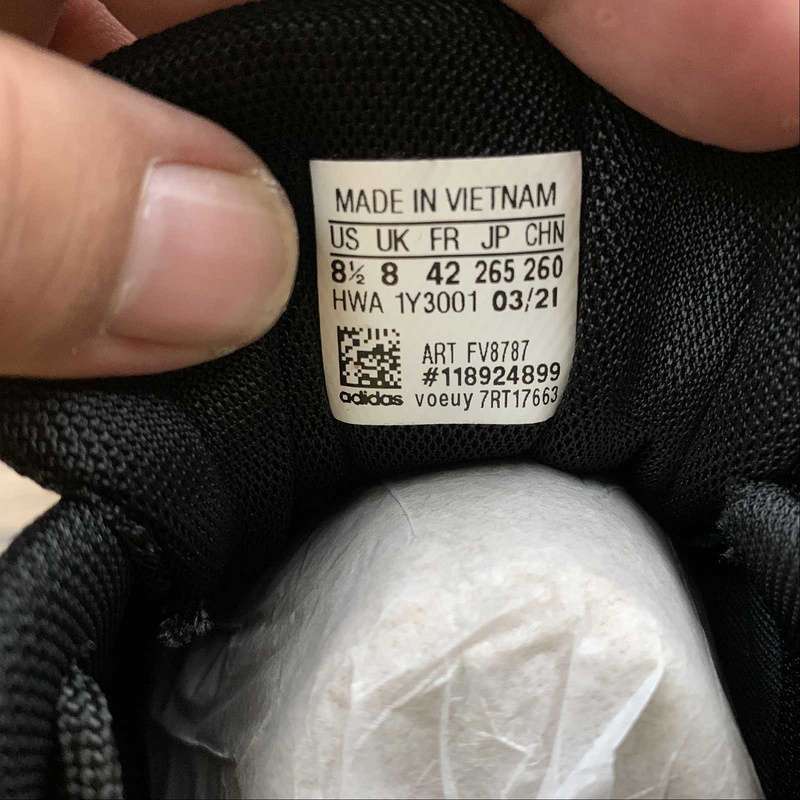 MADE IN VIETNAM
US UK FR JP CHN
8½ 8 42 265 260
HWA 1Y3001 03/21
ART FV8787
#118924899
adidas voeuy 7RT17663